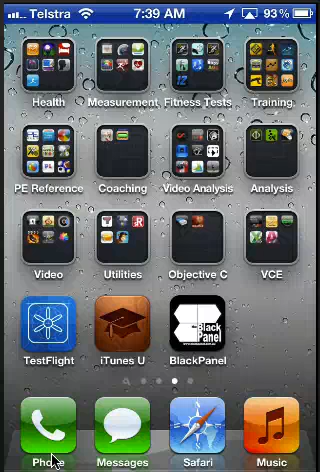 Telstra 7:39 AM 93%
Health Measurement Fitness Tests Training
PE Reference Coaching Video Analysis Analysis
Video Utilities Objective C VCE
Black
Panel
TestFlight iTunes U BlackPanel
Phone Messages Safari Music